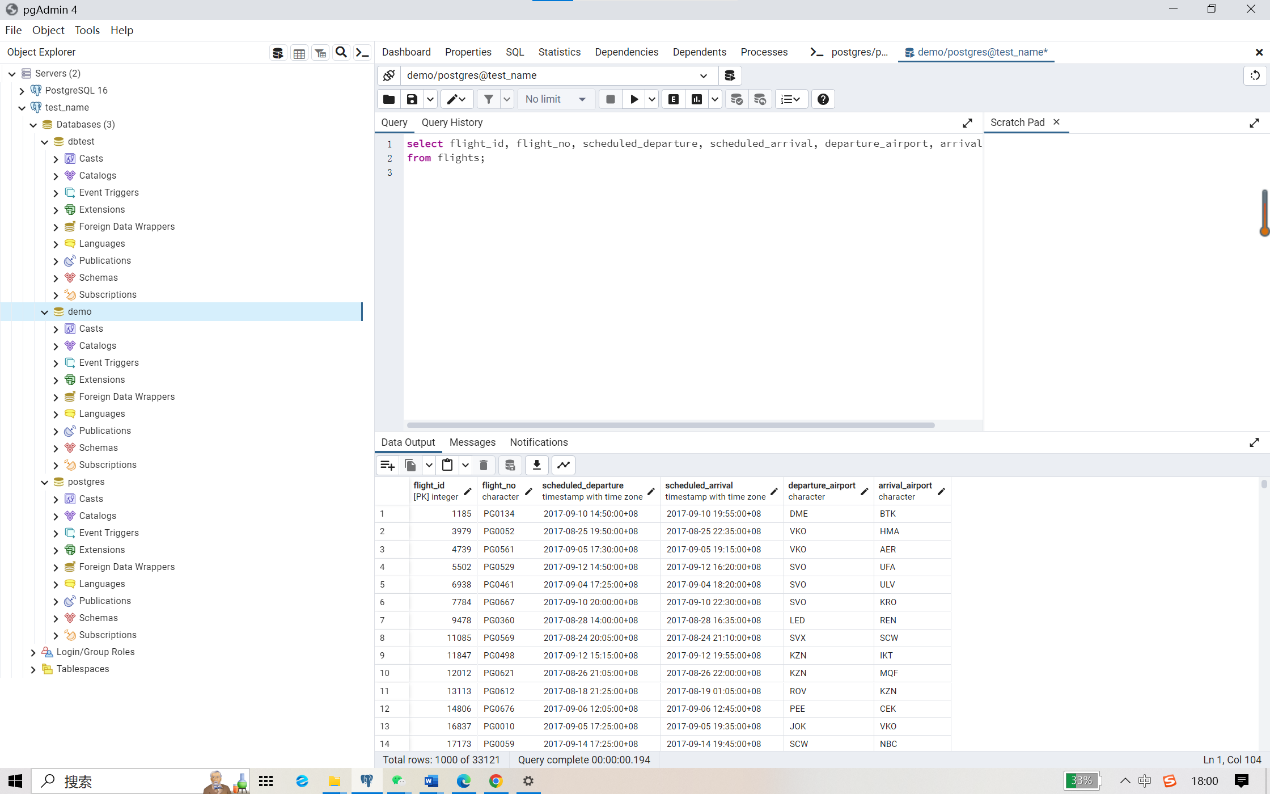 pgAdmin 4
File Object Tools Help
Object Explorer
Dashboard Properties SQL Statistics Dependencies Dependents Processes postgres/p... demo/postgres@test_name*
Servers (2)
PostgreSQL 16
test_name
Databases (3)
dbtest
Casts
Catalogs
Event Triggers
Extensions
Foreign Data Wrappers
Languages
Publications
Schemas
Subscriptions
demo
Casts
Catalogs
Event Triggers
Extensions
Foreign Data Wrappers
Languages
Publications
Schemas
Subscriptions
postgres
Casts
Catalogs
Event Triggers
Extensions
Foreign Data Wrappers
Languages
Publications
Schemas
Subscriptions
Login/Group Roles
Tablespaces
demo/postgres@test_name
No limit E
Query Query History Scratch Pad
1 select flight_id, flight_no, scheduled_departure, scheduled_arrival, departure_airport, arrival
2 from flights;
3
Data Output Messages Notifications
flight_id flight_no scheduled_departure scheduled_arrival departure_airport arrival_airport
[PK] integer character timestamp with time zone timestamp with time zone character character
1 1185 PG0134 2017-09-10 14:50:00+08 2017-09-10 19:55:00+08 DME BTK
2 3979 PG0052 2017-08-25 19:50:00+08 2017-08-25 22:35:00+08 VKO HMA
3 4739 PG0561 2017-09-05 17:30:00+08 2017-09-05 19:15:00+08 VKO AER
4 5502 PG0529 2017-09-12 14:50:00+08 2017-09-12 16:20:00+08 SVO UFA
5 6938 PG0461 2017-09-04 17:25:00+08 2017-09-04 18:20:00+08 SVO ULV
6 7784 PG0667 2017-09-10 20:00:00+08 2017-09-10 22:30:00+08 SVO KRO
7 9478 PG0360 2017-08-28 14:00:00+08 2017-08-28 16:35:00+08 LED REN
8 11085 PG0569 2017-08-24 20:05:00+08 2017-08-24 21:10:00+08 SVX SCW
9 11847 PG0498 2017-09-12 15:15:00+08 2017-09-12 19:55:00+08 KZN IKT
10 12012 PG0621 2017-08-26 21:05:00+08 2017-08-26 22:00:00+08 KZN MQF
11 13113 PG0612 2017-08-18 21:25:00+08 2017-08-19 01:05:00+08 ROV KZN
12 14806 PG0676 2017-09-06 12:05:00+08 2017-09-06 12:45:00+08 PEE CEK
13 16837 PG0010 2017-09-05 17:25:00+08 2017-09-05 19:35:00+08 JOK VKO
14 17173 PG0059 2017-09-14 17:25:00+08 2017-09-14 19:45:00+08 SCW NBC
Total rows: 1000 of 33121 Query complete 00:00:00.194 Ln 1, Col 104
搜索 33% 中 18:00